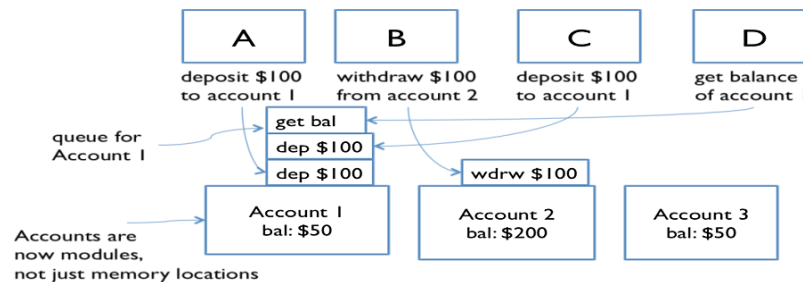 A
B
C
D
deposit $100
to account 1
withdraw $100
from account 2
deposit $100
to account 1
get balance
of account
queue for
Account 1
get bal
dep $100
dep $100
wdrw $100
Account 1
bal: $50
Account 2
bal: $200
Account 3
bal: $50
Accounts are
now modules,
not just memory locations